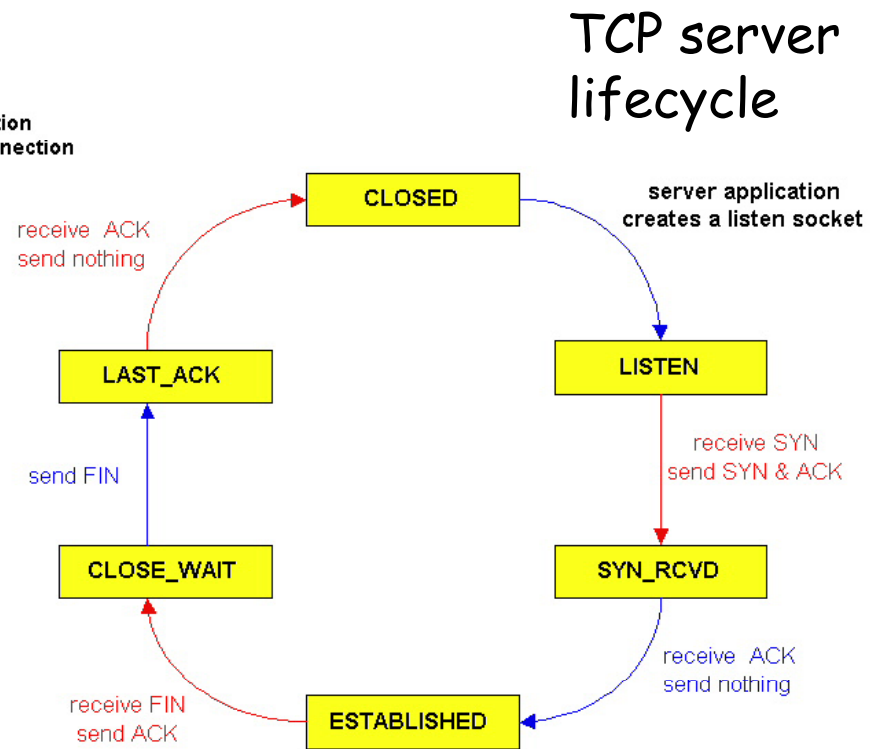 TCP server
lifecycle
nection
CLOSED
server application
creates a listen socket
receive ACK
send nothing
LISTEN
LAST_ACK
receive SYN
send SYN & ACK
send FIN
CLOSE_WAIT
SYN_RCVD
receive ACK
send nothing
receive FIN
send ACK
ESTABLISHED